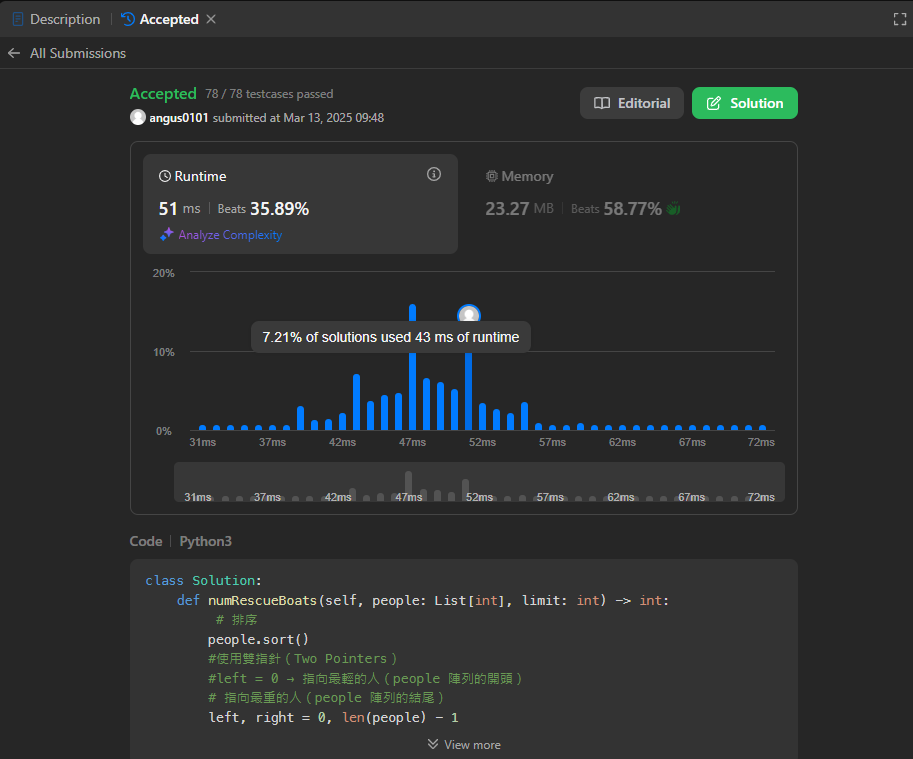 Description
Accepted
All Submissions
Accepted 78 / 78 testcases passed
angus0101 submitted at Mar 13, 2025 09:48
Editorial
Solution
Runtime
51 ms | Beats 35.89%
Analyze Complexity
Memory
23.27 MB | Beats 58.77%
20%
7.21% of solutions used 43 ms of runtime
10%
0%
31ms 37ms 42ms 47ms 52ms 57ms 62ms 67ms 72ms
31ms 37ms 42ms 47ms 52ms 57ms 62ms 67ms 72ms
Code | Python3
class Solution:
    def numRescueBoats(self, people: List[int], limit: int) -> int:
         # 排序
        people.sort()
        #使用雙指針（Two Pointers）
        #left = 0 → 指向最輕的人（people 陣列的開頭）
        # 指向最重的人（people 陣列的結尾）
        left, right = 0, len(people) - 1
View more